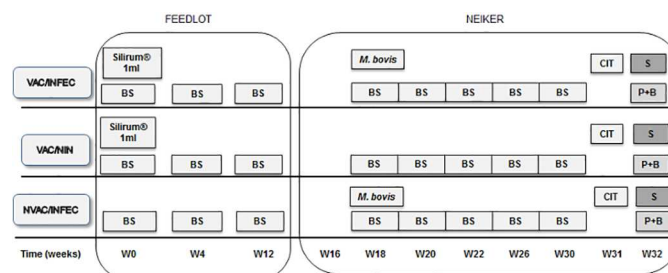 FEEDLOT NEIKER
Silirum® M. bovis CIT S
1ml
VAC/INFEC BS BS BS BS BS BS BS BS P+B
Silirum® CIT S
1ml
VAC/NIN BS BS BS BS BS BS BS BS P+B
M. bovis CIT S
NVAC/INFEC BS BS BS BS BS BS BS BS P+B
Time (weeks) W0 W4 W12 W16 W18 W20 W22 W26 W30 W31 W32